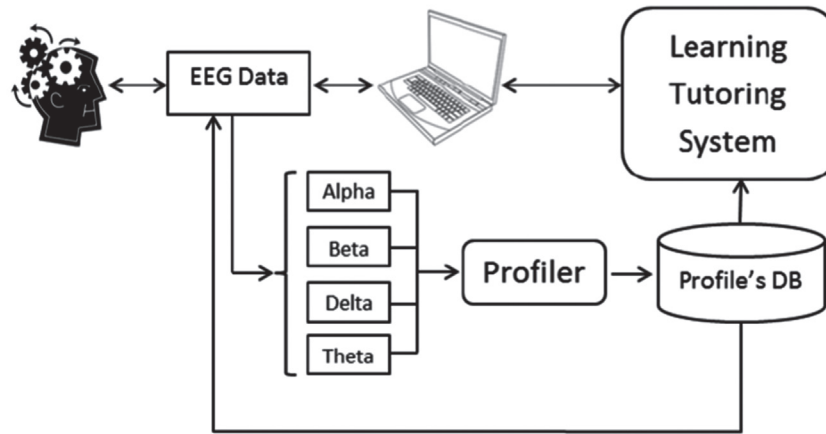 EEG Data
Learning
Tutoring
System
Alpha
Beta
Delta
Theta
Profiler
Profile's DB